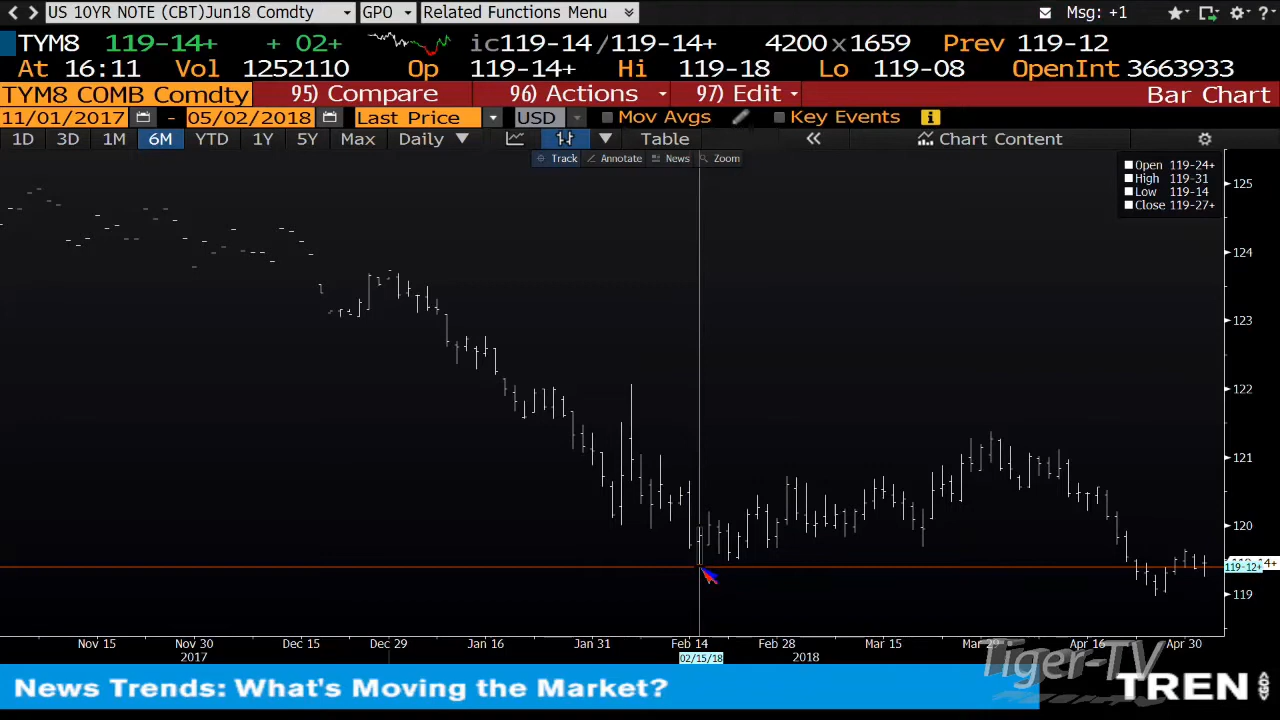 US 10YR NOTE (CBT)Jun18 Comdty GPO Related Functions Menu Msg: +1
TYM8 119-14+ + 02+ ic119-14/119-14+ 4200x1659 Prev 119-12
At 16:11 Vol 1252110 Op 119-14+ Hi 119-18 Lo 119-08 OpenInt 3663933
TYM8 COMB Comdty 95) Compare 96) Actions 97) Edit Bar Chart
11/01/2017 - 05/02/2018 Last Price USD Mov Avgs Key Events
1D 3D 1M 6M YTD 1Y 5Y Max Daily Table Chart Content
Track Annotate News Zoom
Open 119-24+
High 119-31
Low 119-14
Close 119-27+
125
124
123
122
121
120
119-12+
119
Nov 15 Nov 30 Dec 15 Dec 29 Jan 16 Jan 31 Feb 14 Feb 28 Mar 15 Mar 29 Apr 16 Apr 30
2017 02/15/18 2018
Tiger-TV
News Trends: What's Moving the Market? TREN